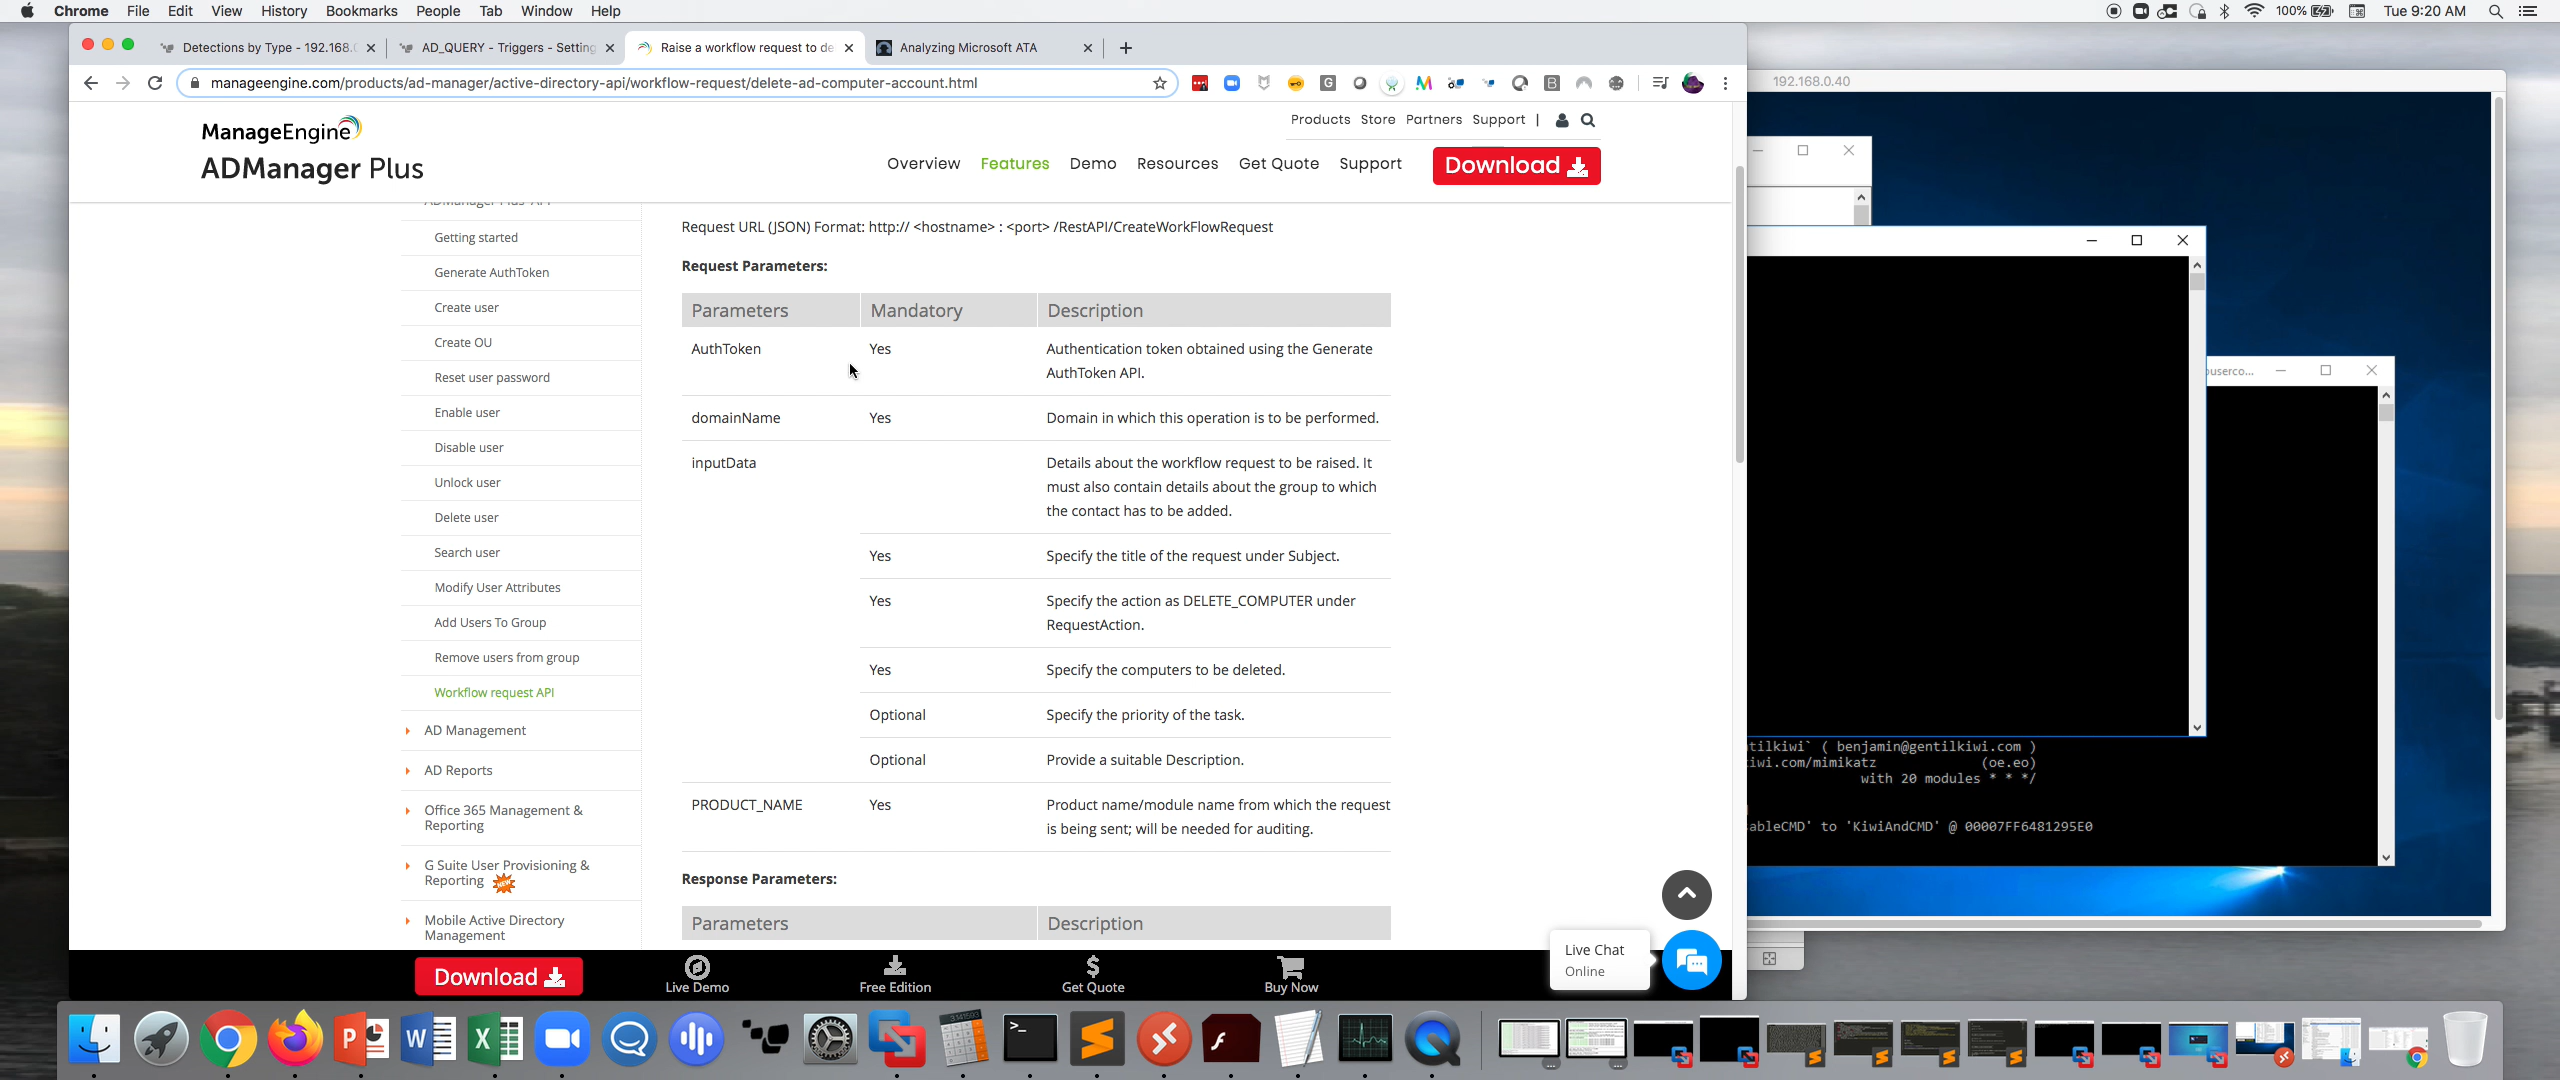 Chrome File Edit View History Bookmarks People Tab Window Help
100% Tue 9:20 AM
Detections by Type - 192.168.0
AD_QUERY - Triggers - Setting
Raise a workflow request to de
Analyzing Microsoft ATA
manageengine.com/products/ad-manager/active-directory-api/workflow-request/delete-ad-computer-account.html
192.168.0.40
ManageEngine
ADManager Plus
Products Store Partners Support |
Overview Features Demo Resources Get Quote Support Download
ADManager Plus API
Getting started
Generate AuthToken
Create user
Create OU
Reset user password
Enable user
Disable user
Unlock user
Delete user
Search user
Modify User Attributes
Add Users To Group
Remove users from group
Workflow request API
AD Management
AD Reports
Office 365 Management &
Reporting
G Suite User Provisioning &
Reporting
NEW
Mobile Active Directory
Management
Request URL (JSON) Format: http:// <hostname> : <port> /RestAPI/CreateWorkFlowRequest
Request Parameters:
Parameters Mandatory Description
AuthToken Yes Authentication token obtained using the Generate
AuthToken API.
domainName Yes Domain in which this operation is to be performed.
inputData Details about the workflow request to be raised. It
must also contain details about the group to which
the contact has to be added.
Yes Specify the title of the request under Subject.
Yes Specify the action as DELETE_COMPUTER under
RequestAction.
Yes Specify the computers to be deleted.
Optional Specify the priority of the task.
Optional Provide a suitable Description.
PRODUCT_NAME Yes Product name/module name from which the request
is being sent; will be needed for auditing.
Response Parameters:
Parameters Description
Live Chat
Online
Download Live Demo Free Edition Get Quote Buy Now
userco...
tilkiwi` ( benjamin@gentilkiwi.com )
iwi.com/mimikatz (oe.eo)
with 20 modules * * */
ableCMD' to 'KiwiAndCMD' @ 00007FF6481295E0